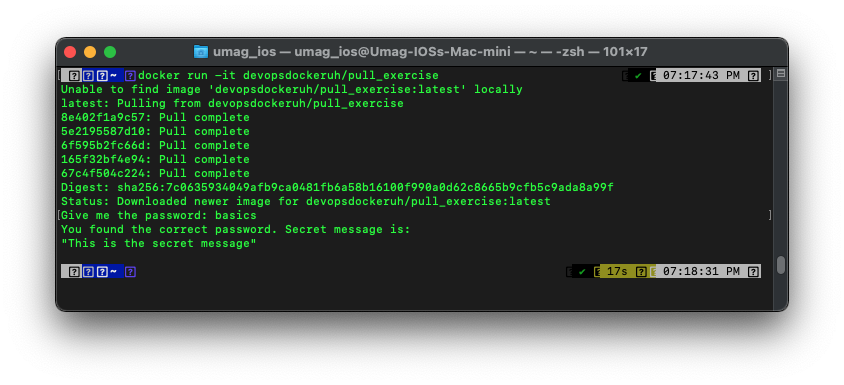 umag_ios — umag_ios@Umag-IOSs-Mac-mini — ~ — -zsh — 101×17
~ docker run -it devopsdockeruh/pull_exercise ✔ 07:17:43 PM
Unable to find image 'devopsdockeruh/pull_exercise:latest' locally
latest: Pulling from devopsdockeruh/pull_exercise
8e402f1a9c57: Pull complete
5e2195587d10: Pull complete
6f595b2fc66d: Pull complete
165f32bf4e94: Pull complete
67c4f504c224: Pull complete
Digest: sha256:7c0635934049afb9ca0481fb6a58b16100f990a0d62c8665b9cfb5c9ada8a99f
Status: Downloaded newer image for devopsdockeruh/pull_exercise:latest
Give me the password: basics
You found the correct password. Secret message is:
"This is the secret message"
~ ✔ 17s 07:18:31 PM